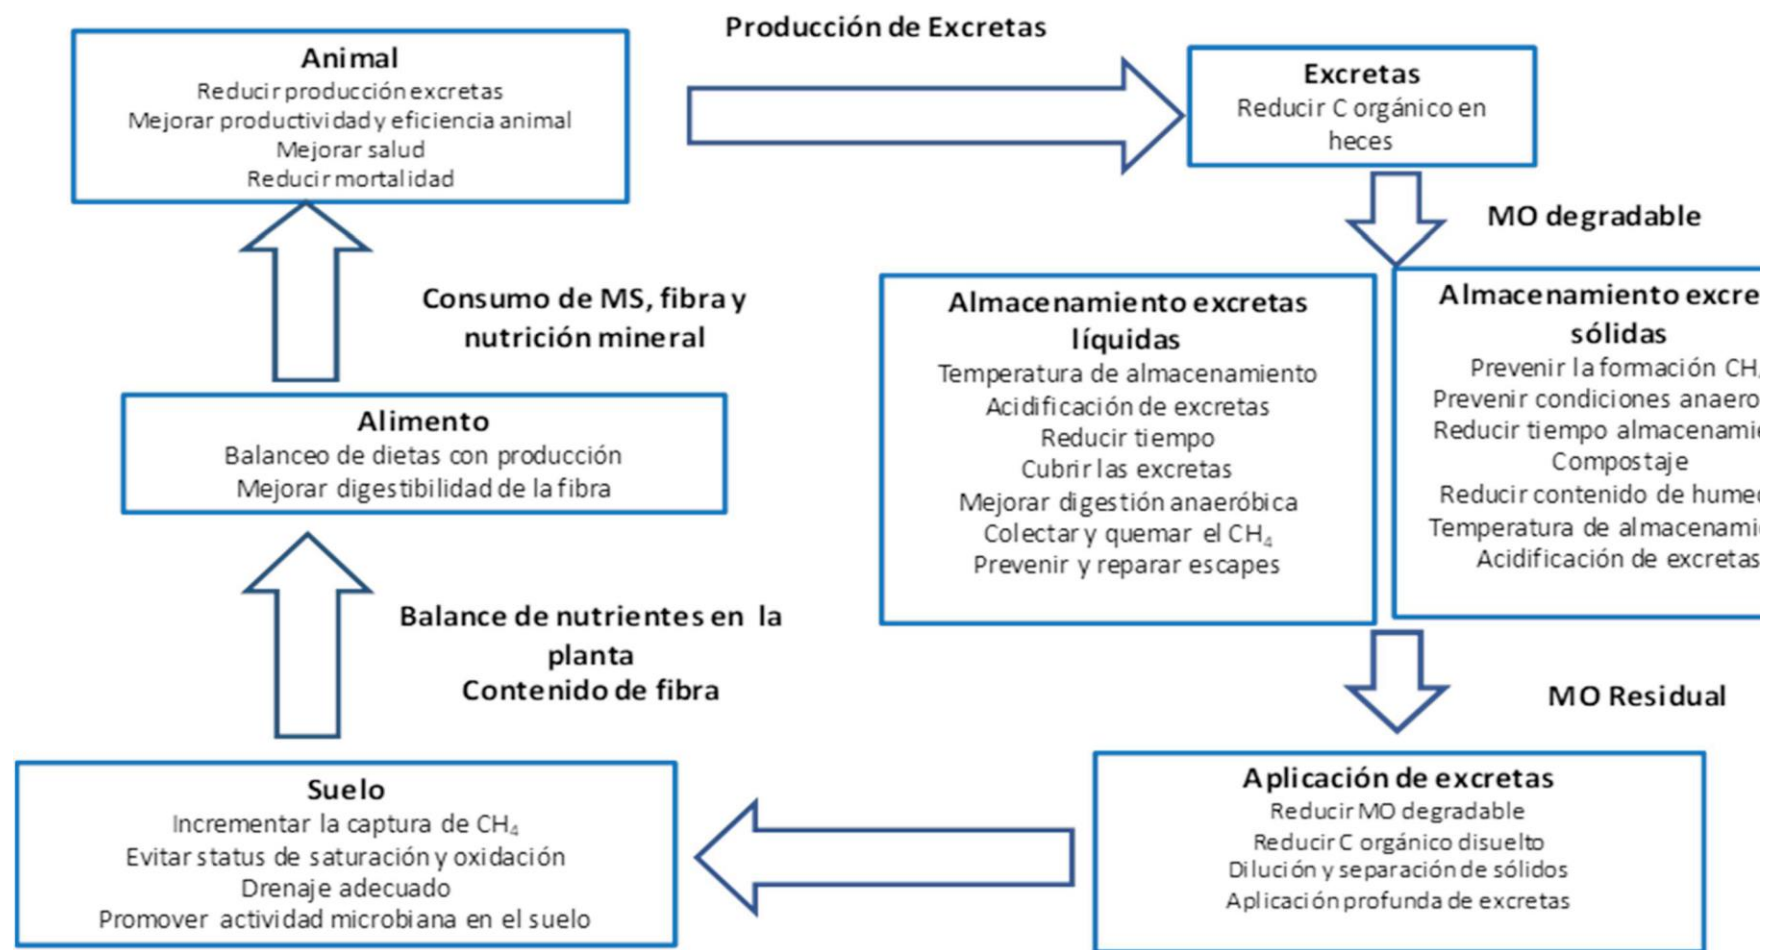 Producción de Excretas
Animal
Reducir producción excretas
Mejorar productividad y eficiencia animal
Mejorar salud
Reducir mortalidad
Excretas
Reducir C orgánico en
heces
MO degradable
Consumo de MS, fibra y
nutrición mineral
Almacenamiento excretas
líquidas
Temperatura de almacenamiento
Acidificación de excretas
Reducir tiempo
Cubrir las excretas
Mejorar digestión anaeróbica
Colectar y quemar el CH₄
Prevenir y reparar escapes
Almacenamiento
sólidas
Prevenir la formación
Prevenir condiciones
Reducir tiempo
Compostaje
Reducir contenido de
Temperatura de
Acidificación de excretas
Alimento
Balanceo de dietas con producción
Mejorar digestibilidad de la fibra
Balance de nutrientes en la
planta
Contenido de fibra
MO Residual
Suelo
Incrementar la captura de CH₄
Evitar status de saturación y oxidación
Drenaje adecuado
Promover actividad microbiana en el suelo
Aplicación de excretas
Reducir MO degradable
Reducir C orgánico disuelto
Dilución y separación de sólidos
Aplicación profunda de excretas